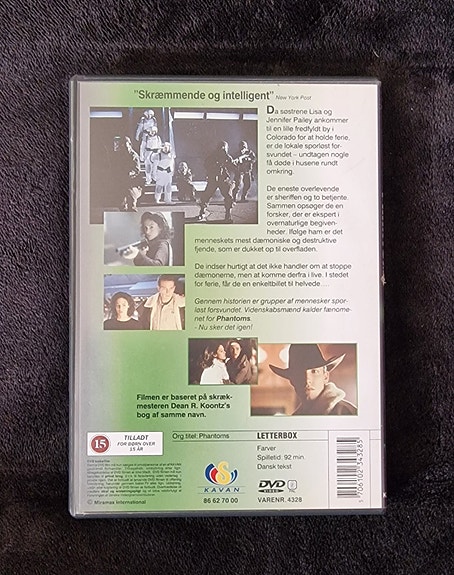 "Skræmmende og intelligent" New York Post
Da søstrene Lisa og
Jennifer Pailey ankommer
til en lille fredfyldt by i
Colorado for at holde ferie,
er de lokale sporløst for-
svundet – undtagen nogle
få døde i husene rundt
omkring.
De eneste overlevende
er sheriffen og to betjente.
Sammen opsøger de en
forsker, der er ekspert i
overnaturlige begiven-
heder. Ifølge ham er det
menneskets mest dæmoniske og destruktive
fjende, som er dukket op til overfladen.
De indser hurtigt at det ikke handler om at stoppe
dæmonerne, men at komme derfra i live. I stedet
for ferie, får de en enkeltbillet til helvede ...
Gennem historien er grupper af mennesker spor-
løst forsvundet. Videnskabsmænd kalder fænome-
net for Phantoms.
- Nu sker det igen!
Filmen er baseret på skræk-
mesteren Dean R. Koontz's
bog af samme navn.
15
TILLADT
FOR BØRN OVER
15 ÅR
Org titel: Phantoms
LETTERBOX
Farver
Spilletid: 92 min.
Dansk tekst
KAVAN
86 62 70 00
DVD
VIDEO
2
VARENR. 4328
5 706102 343285
© Miramax International